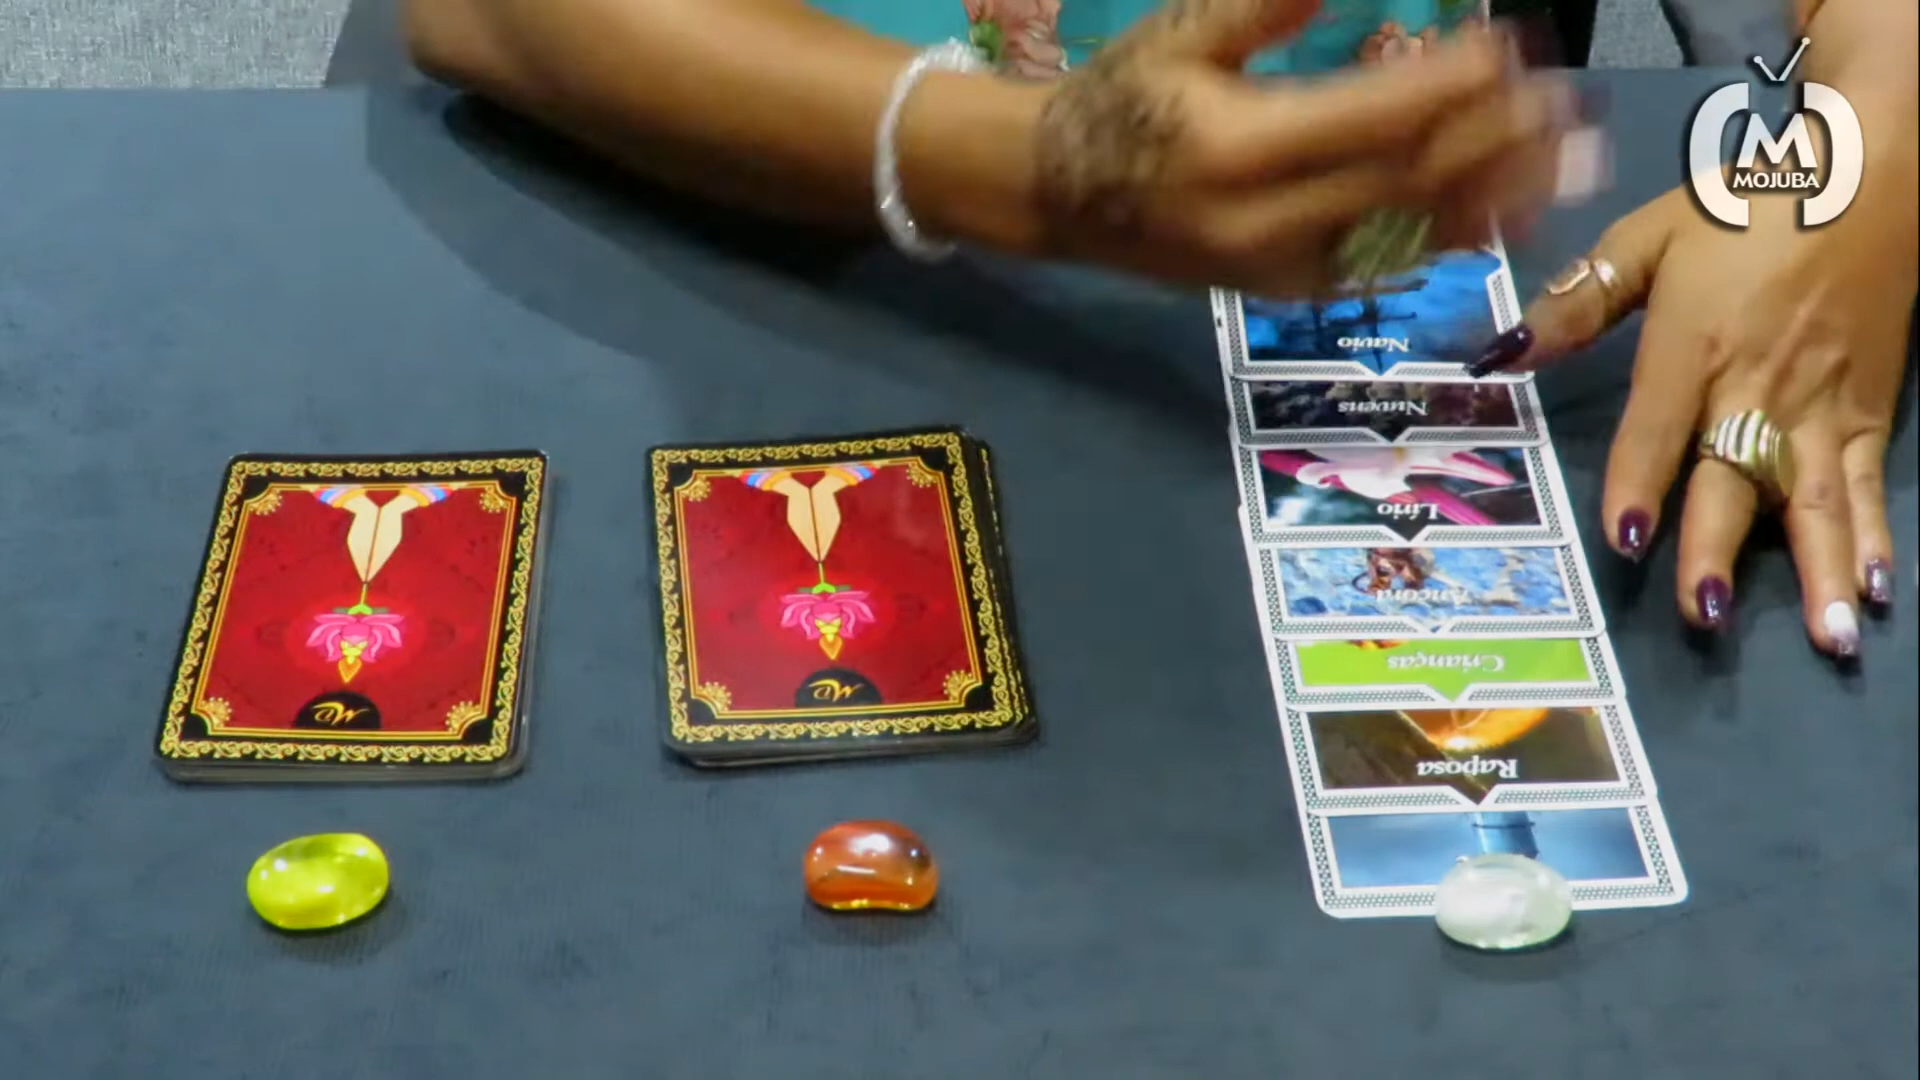 M
MOJUBA
Navio
Nuvens
Lírio
Âncora
Crianças
Raposa